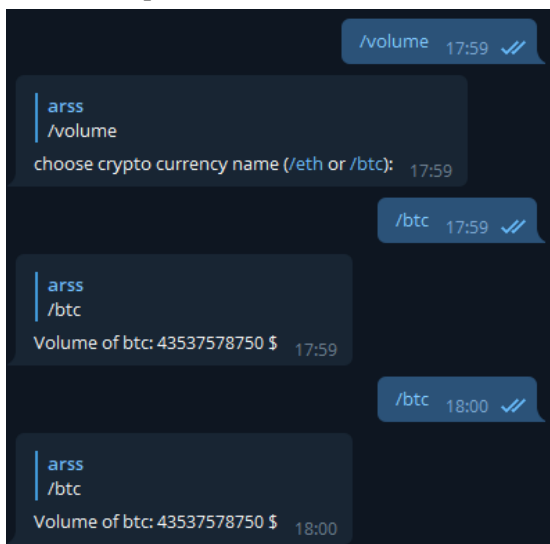 /volume 17:59
arss
/volume
choose crypto currency name (/eth or /btc): 17:59
/btc 17:59
arss
/btc
Volume of btc: 43537578750 $ 17:59
/btc 18:00
arss
/btc
Volume of btc: 43537578750 $ 18:00